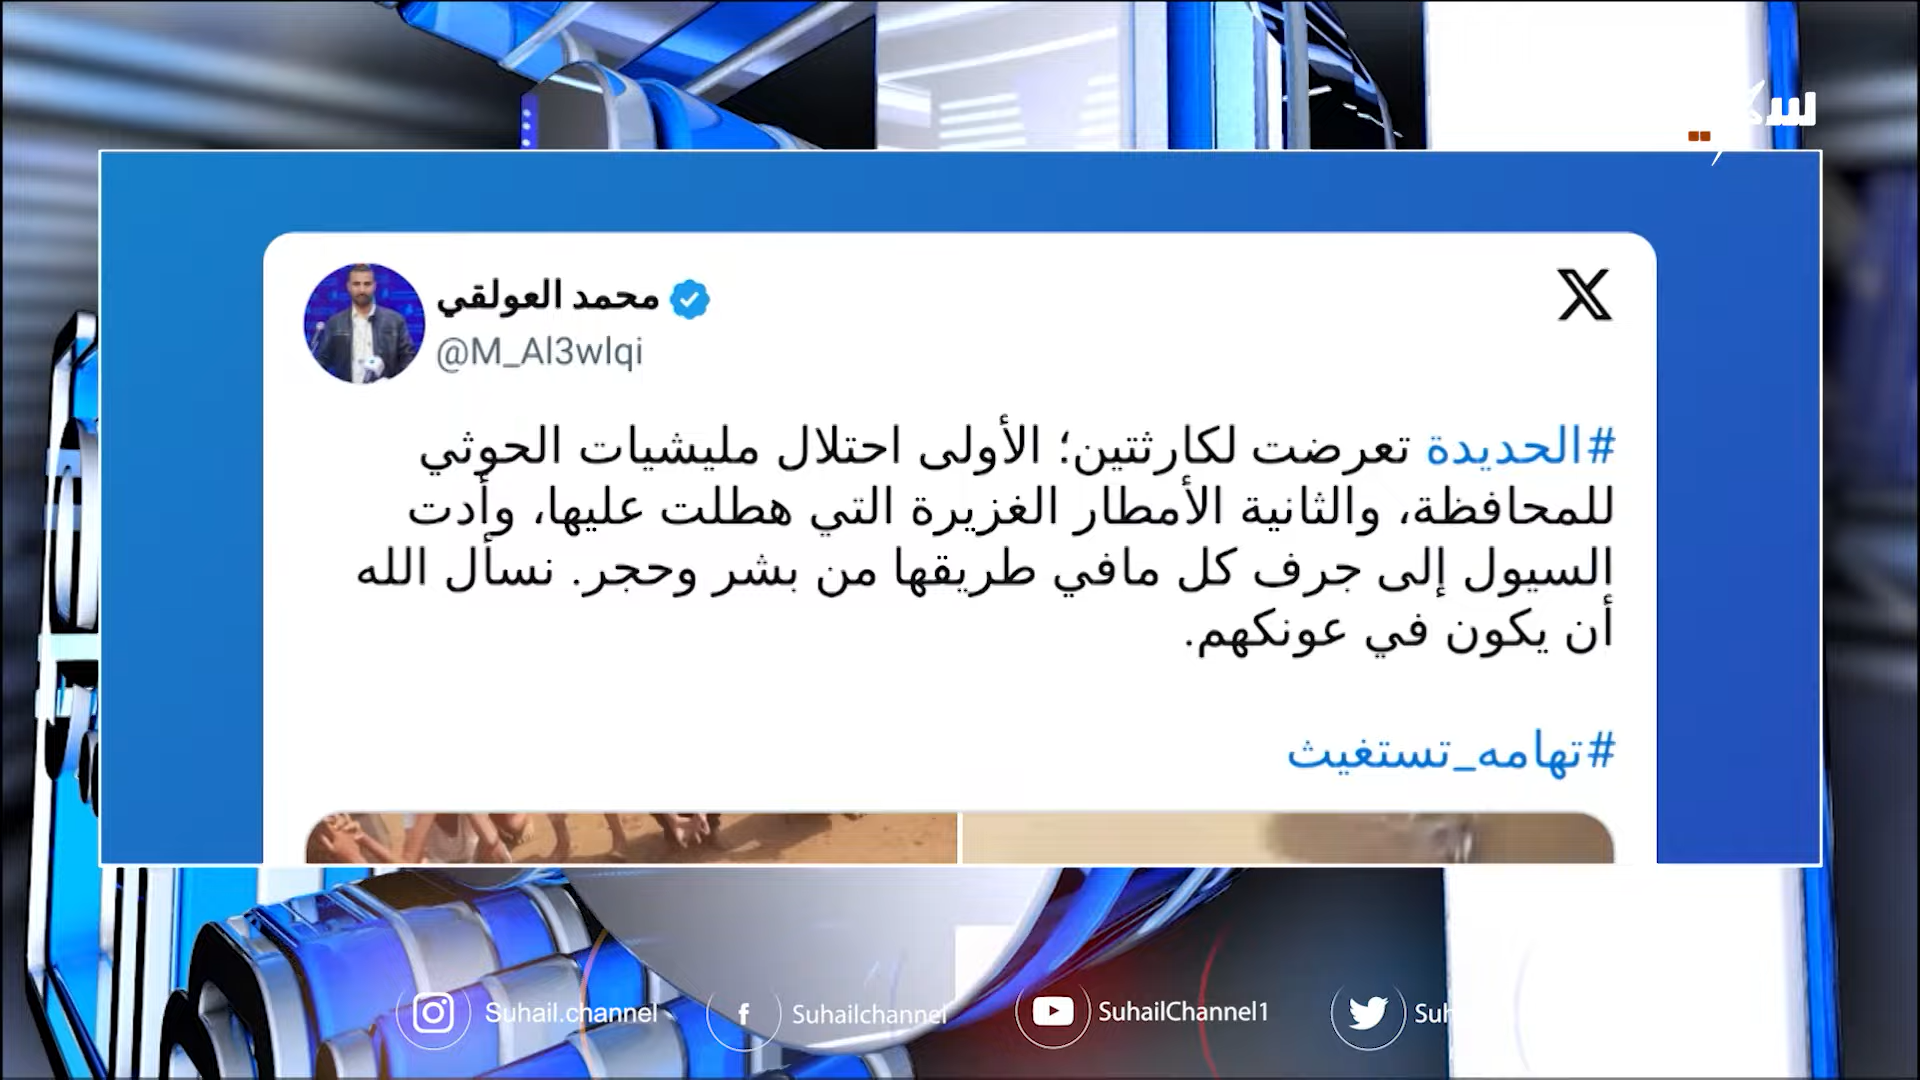 محمد العولقي
@M_Al3wlqi
#الحديدة تعرضت لكارثتين؛ الأولى احتلال مليشيات الحوثي
للمحافظة، والثانية الأمطار الغزيرة التي هطلت عليها، وأدت
السيول إلى جرف كل مافي طريقها من بشر وحجر. نسأل الله
أن يكون في عونكهم.
#تهامه_تستغيث
Suhail.channel
Suhailchannel
SuhailChannel1